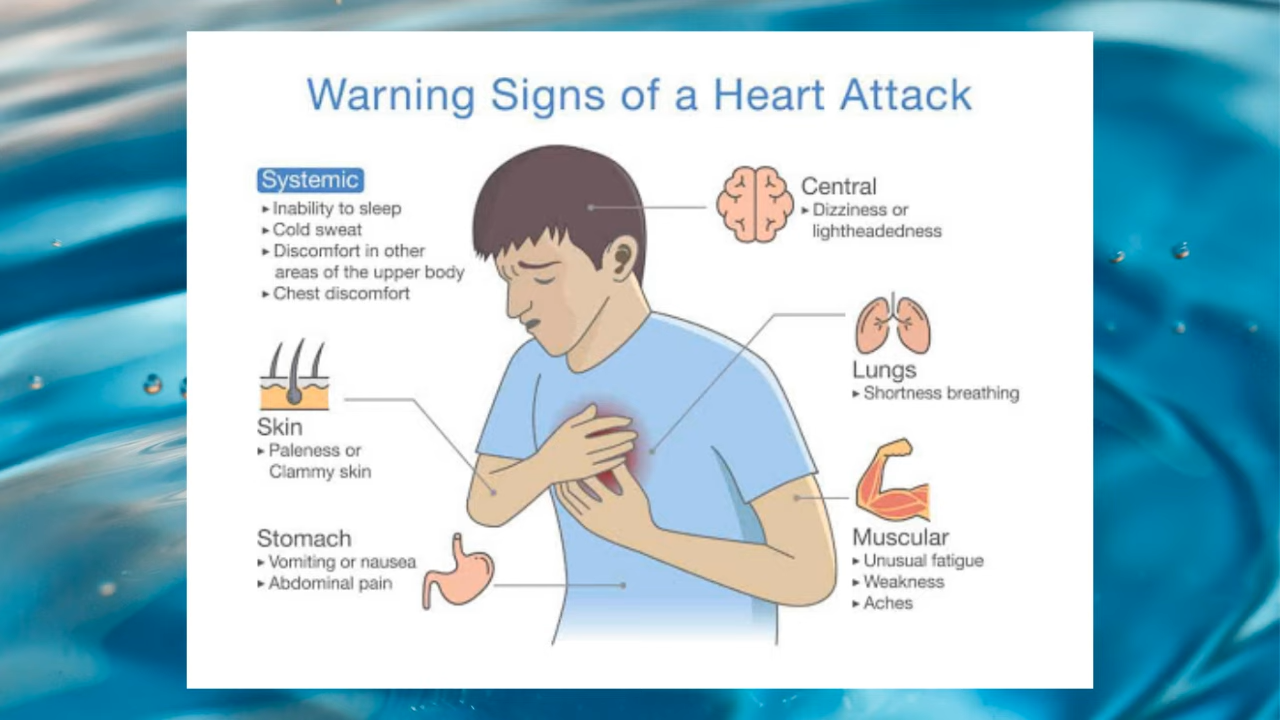 Warning Signs of a Heart Attack
Systemic
▸ Inability to sleep
▸ Cold sweat
▸ Discomfort in other
areas of the upper body
▸ Chest discomfort
Central
▸ Dizziness or
lightheadedness
Lungs
▸ Shortness breathing
Skin
▸ Paleness or
Clammy skin
Stomach
▸ Vomiting or nausea
▸ Abdominal pain
Muscular
▸ Unusual fatigue
▸ Weakness
▸ Aches